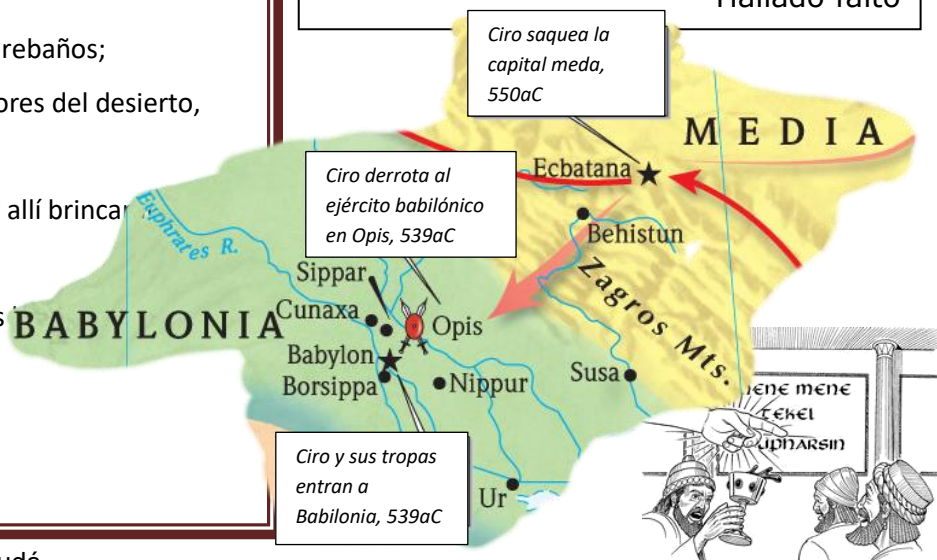 Hallado falto
rebaños;
ores del desierto,
allí brincar
s
Ciro saquea la
capital meda,
550aC
MEDIA
Ecbatana
Ciro derrota al
ejército babilónico
en Opis, 539aC
Behistun
Euphrates R.
Zagros Mts.
Sippar
BABYLONIA
Cunaxa
Opis
Babylon
Borsippa
Nippur
Susa
Ciro y sus tropas
entran a
Babilonia, 539aC
Ur
ENE MENE
TEKEL
UPHARSIN